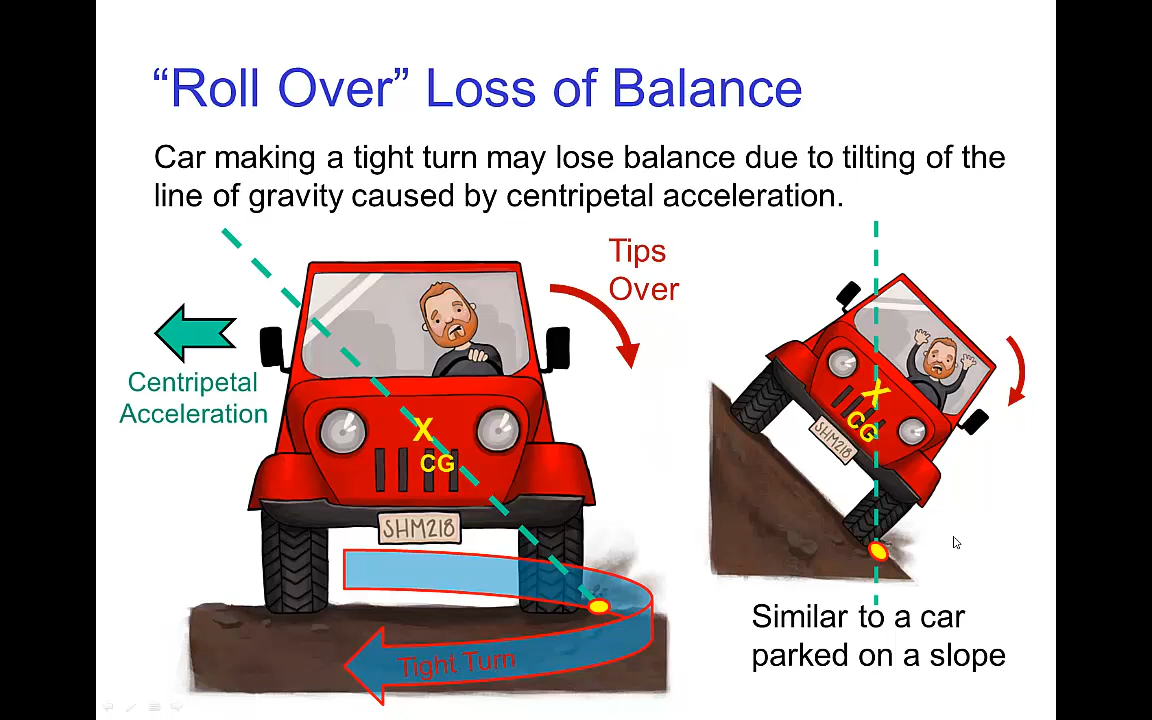 “Roll Over” Loss of Balance
Car making a tight turn may lose balance due to tilting of the
line of gravity caused by centripetal acceleration.
Tips
Over
Centripetal
Acceleration
X
CG
SHM218
Tight Turn
X
CG
SHM218
Similar to a car
parked on a slope